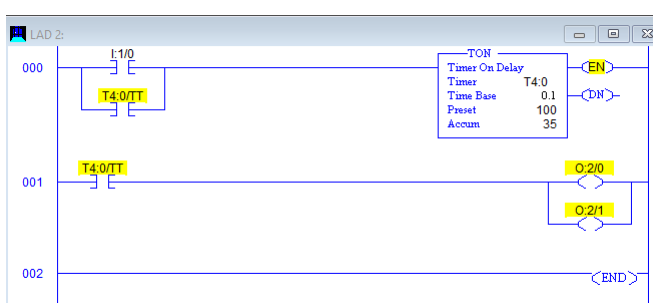 LAD 2:
I:1/0
000
T4:0/TT
TON
Timer On Delay
Timer T4:0
Time Base 0.1
Preset 100
Accum 35
EN
DN
T4:0/TT
001
O:2/0
O:2/1
002
END